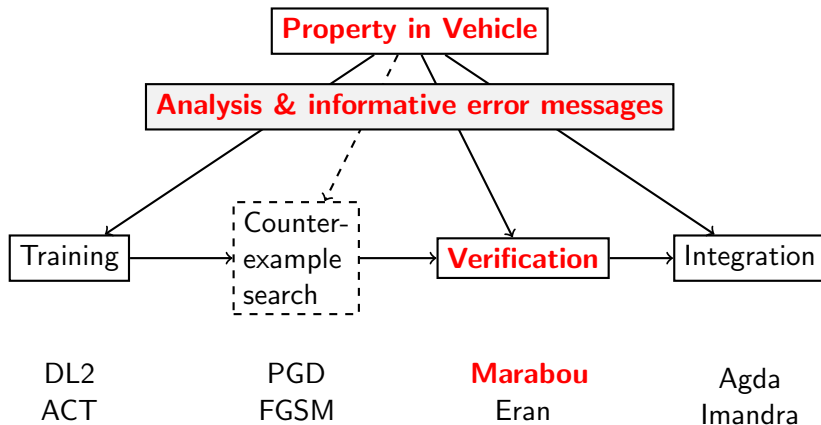 Property in Vehicle
Analysis & informative error messages
Training
Counter-
example
search
Verification
Integration
DL2
ACT
PGD
FGSM
Marabou
Eran
Agda
Imandra